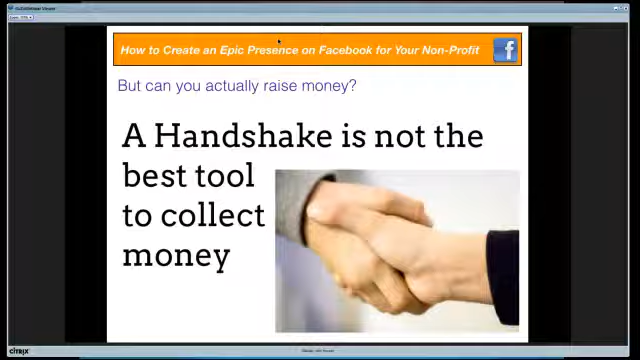 How to Create an Epic Presence on Facebook for Your Non-Profit
f
But can you actually raise money?
A Handshake is not the
best tool
to collect
money
CITRIX